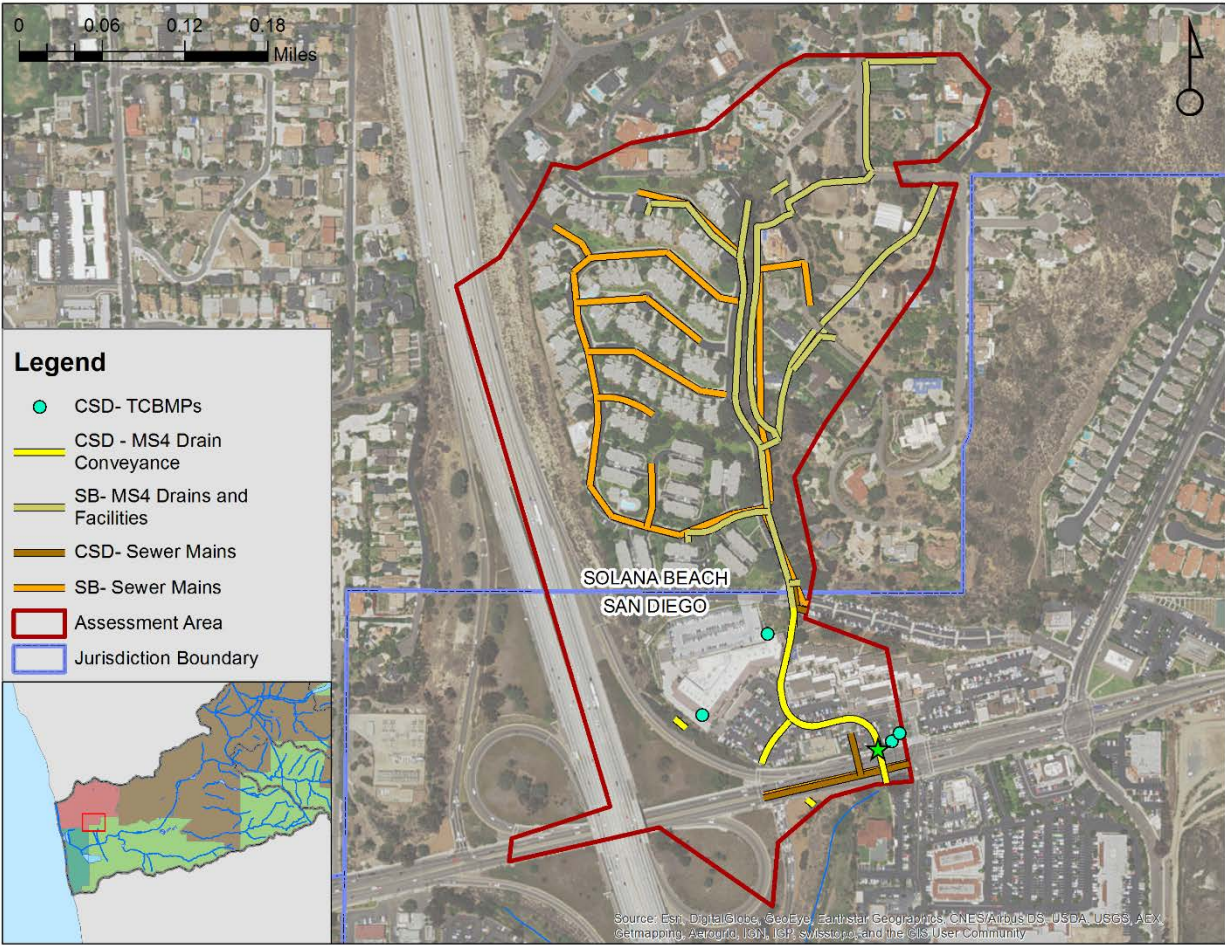 0 0.06 0.12 0.18
Miles
Legend
CSD- TCBMPs
CSD - MS4 Drain
Conveyance
SB- MS4 Drains and
Facilities
CSD- Sewer Mains
SB- Sewer Mains
Assessment Area
Jurisdiction Boundary
SOLANA BEACH
SAN DIEGO
Source: Esri, DigitalGlobe, GeoEye, Earthstar Geographics, CNES/Airbus DS, USDA, USGS, AEX,
Getmapping, Aerogrid, IGN, IGP, swisstopo, and the GIS User Community